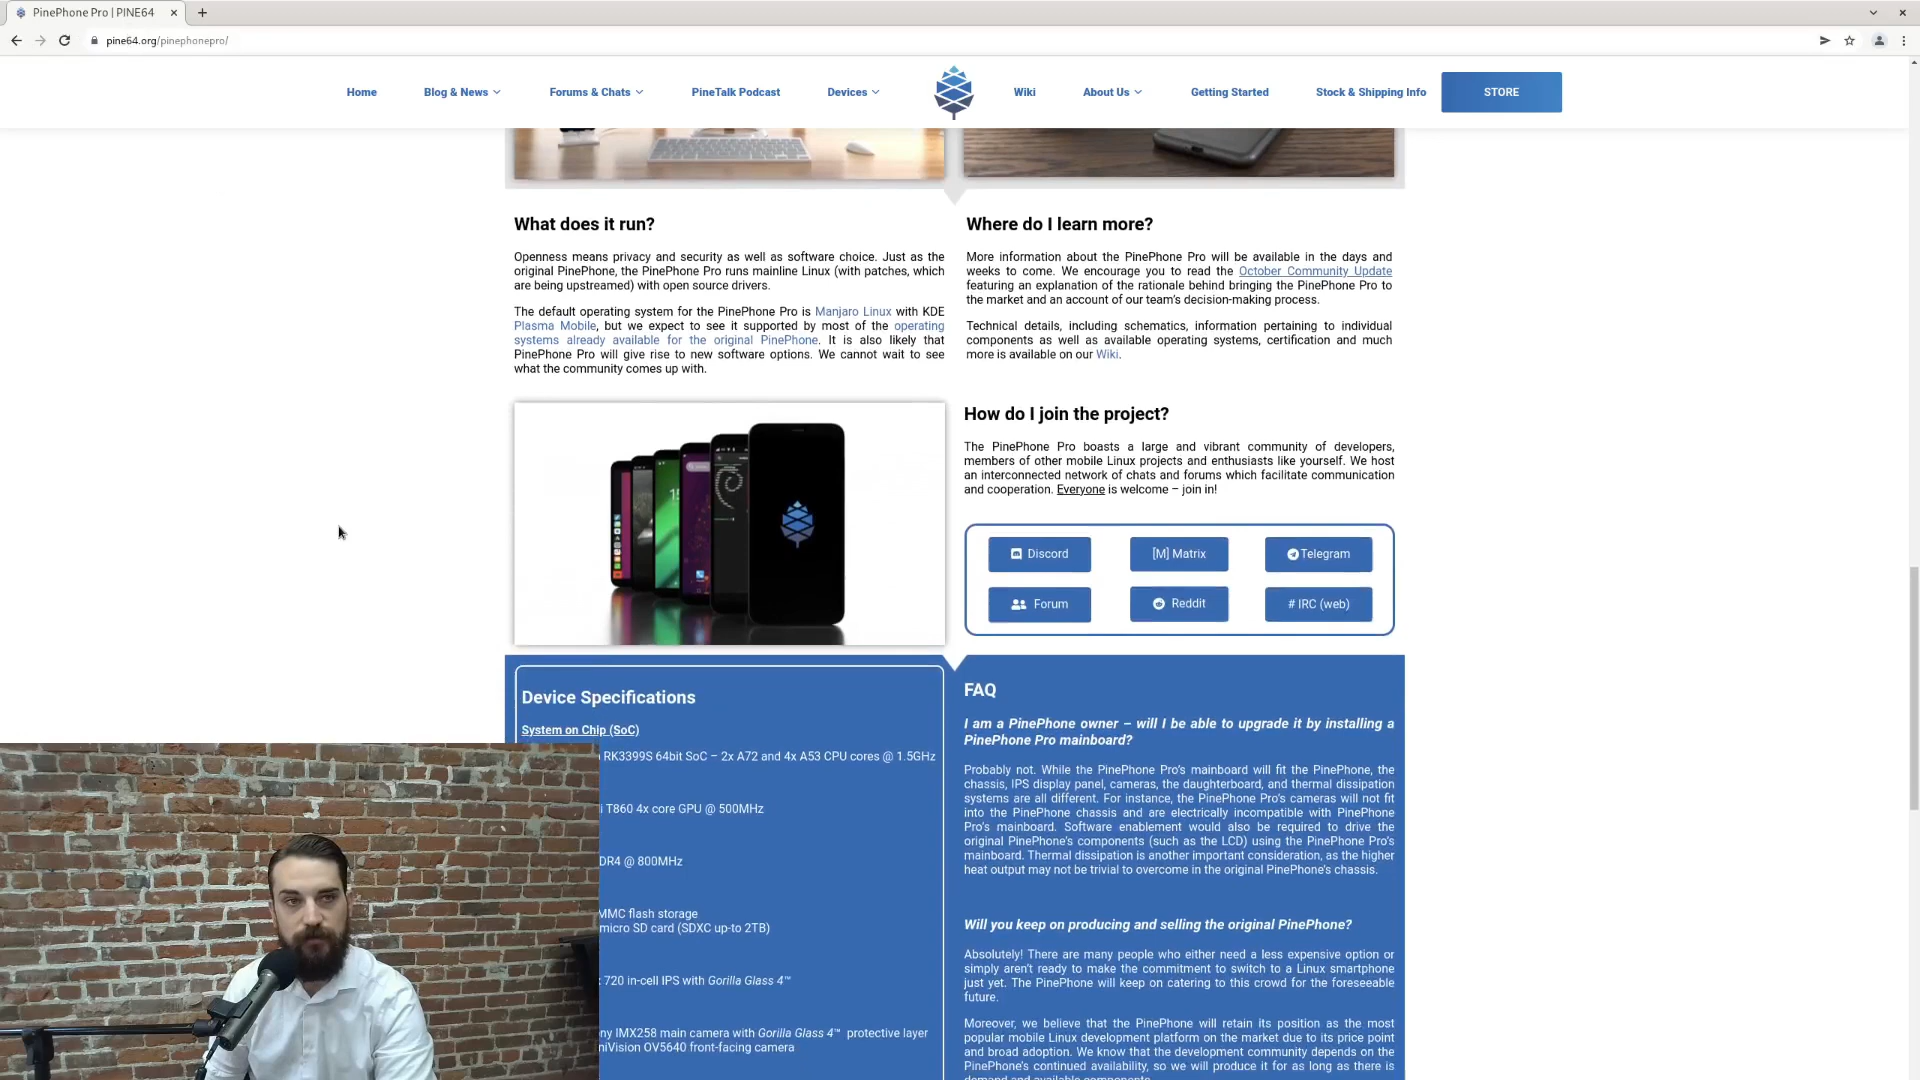 PinePhone Pro | PINE64
pine64.org/pinephonepro/
Home
Blog & News
Forums & Chats
PineTalk Podcast
Devices
Wiki
About Us
Getting Started
Stock & Shipping Info
STORE
What does it run?
Openness means privacy and security as well as software choice. Just as the
original PinePhone, the PinePhone Pro runs mainline Linux (with patches, which
are being upstreamed) with open source drivers.
The default operating system for the PinePhone Pro is Manjaro Linux with KDE
Plasma Mobile, but we expect to see it supported by most of the operating
systems already available for the original PinePhone. It is also likely that
PinePhone Pro will give rise to new software options. We cannot wait to see
what the community comes up with.
Where do I learn more?
More information about the PinePhone Pro will be available in the days and
weeks to come. We encourage you to read the October Community Update
featuring an explanation of the rationale behind bringing the PinePhone Pro to
the market and an account of our team's decision-making process.
Technical details, including schematics, information pertaining to individual
components as well as available operating systems, certification and much
more is available on our Wiki.
How do I join the project?
The PinePhone Pro boasts a large and vibrant community of developers,
members of other mobile Linux projects and enthusiasts like yourself. We host
an interconnected network of chats and forums which facilitate communication
and cooperation. Everyone is welcome – join in!
Discord
[M] Matrix
Telegram
Forum
Reddit
# IRC (web)
Device Specifications
System on Chip (SoC)
RK3399S 64bit SoC – 2x A72 and 4x A53 CPU cores @ 1.5GHz
T860 4x core GPU @ 500MHz
DR4 @ 800MHz
MMC flash storage
micro SD card (SDXC up-to 2TB)
720 in-cell IPS with Gorilla Glass 4™
ny IMX258 main camera with Gorilla Glass 4™ protective layer
niVision OV5640 front-facing camera
FAQ
I am a PinePhone owner – will I be able to upgrade it by installing a
PinePhone Pro mainboard?
Probably not. While the PinePhone Pro's mainboard will fit the PinePhone, the
chassis, IPS display panel, cameras, the daughterboard, and thermal dissipation
systems are all different. For instance, the PinePhone Pro's cameras will not fit
into the PinePhone chassis and are electrically incompatible with PinePhone
Pro's mainboard. Software enablement would also be required to drive the
original PinePhone's components (such as the LCD) using the PinePhone Pro's
mainboard. Thermal dissipation is another important consideration, as the higher
heat output may not be trivial to overcome in the original PinePhone's chassis.
Will you keep on producing and selling the original PinePhone?
Absolutely! There are many people who either need a less expensive option or
simply aren't ready to make the commitment to switch to a Linux smartphone
just yet. The PinePhone will keep on catering to this crowd for the foreseeable
future.
Moreover, we believe that the PinePhone will retain its position as the most
popular mobile Linux development platform on the market due to its price point
and broad adoption. We know that the development community depends on the
PinePhone's continued availability, so we will produce it for as long as there is
demand and available components.